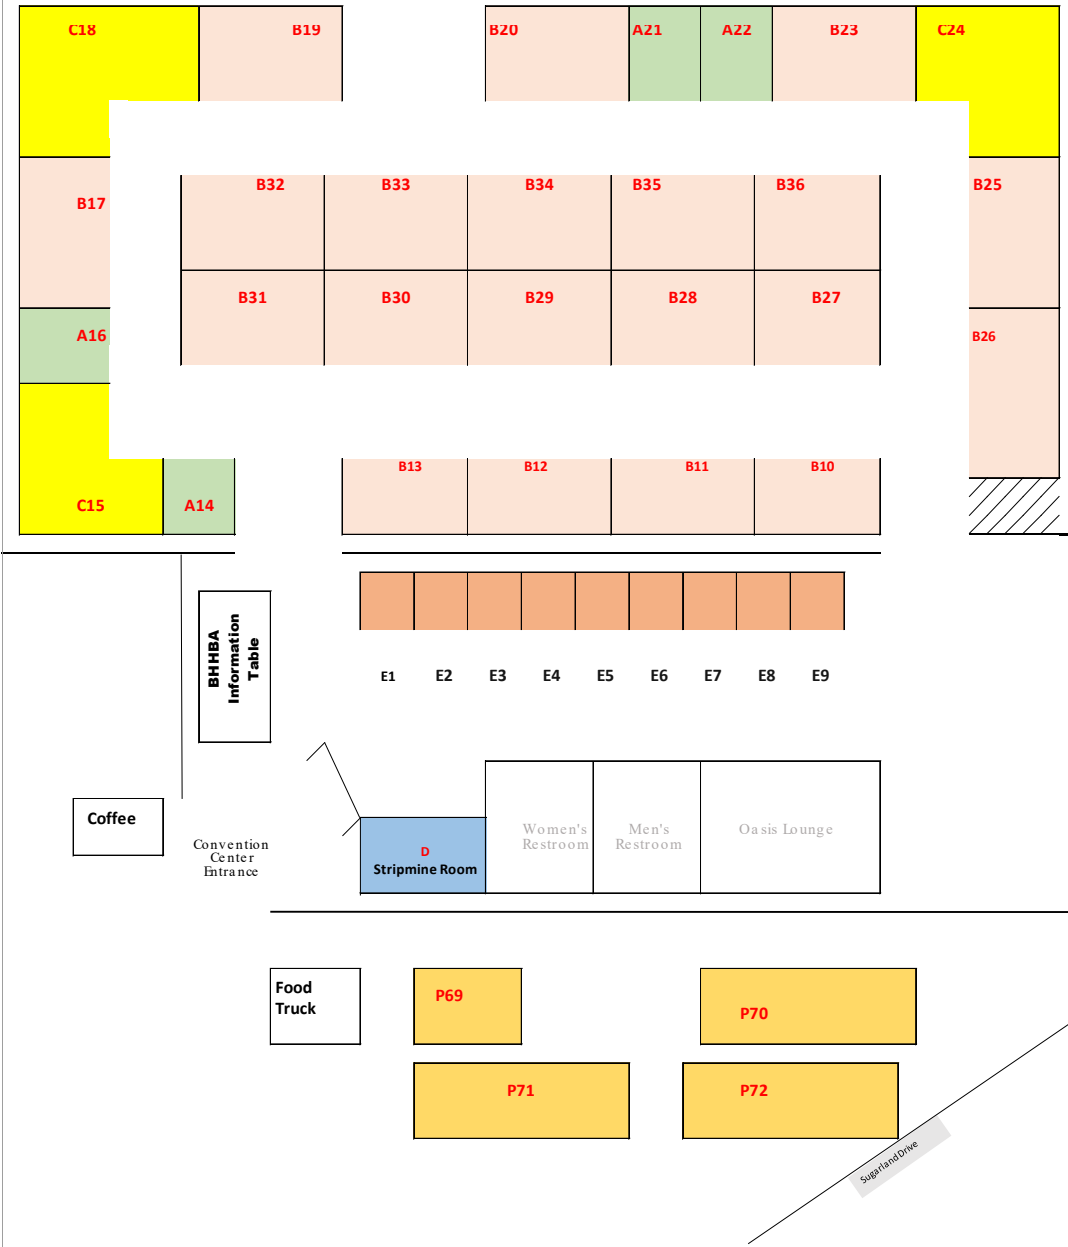 C18
B19
B20
A21
A22
B23
C24
B17
B32
B33
B34
B35
B36
B25
B31
B30
B29
B28
B27
A16
B26
B13
B12
B11
B10
C15
A14
BHHBA
Information
Table
E1
E2
E3
E4
E5
E6
E7
E8
E9
Coffee
Convention
Center
Entrance
D
Stripmine Room
Women's
Restroom
Men's
Restroom
Oasis Lounge
Food
Truck
P69
P70
P71
P72
Sugarland Drive